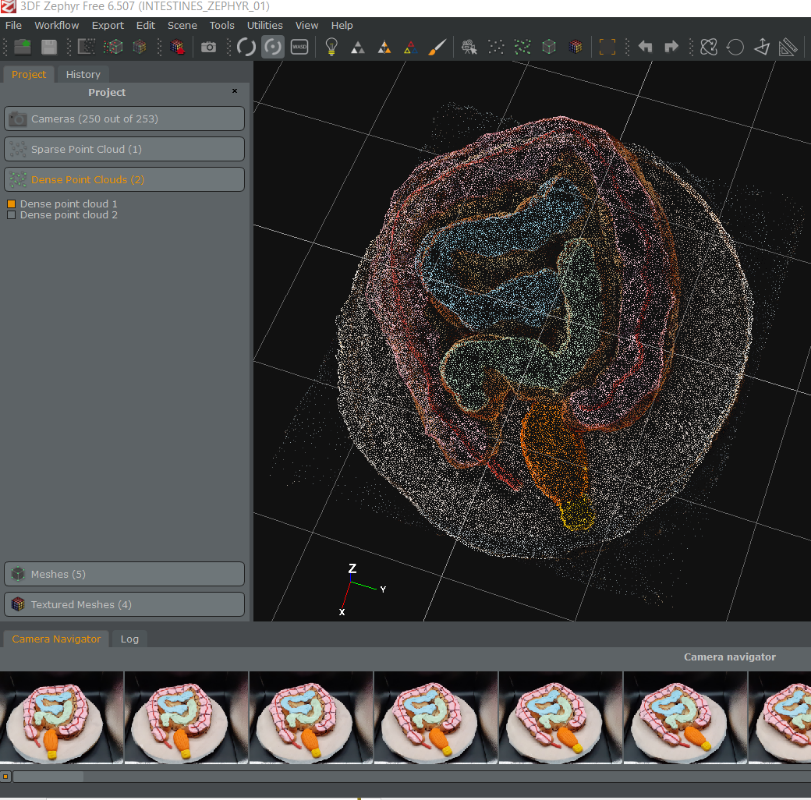 3DF Zephyr Free 6.507 (INTESTINES_ZEPHYR_01)
File Workflow Export Edit Scene Tools Utilities View Help
WASD
Project History
Project ×
Cameras (250 out of 253)
Sparse Point Cloud (1)
Dense Point Clouds (2)
Dense point cloud 1
Dense point cloud 2
Meshes (5)
Textured Meshes (4)
Z
Y
X
Camera Navigator Log
Camera navigator